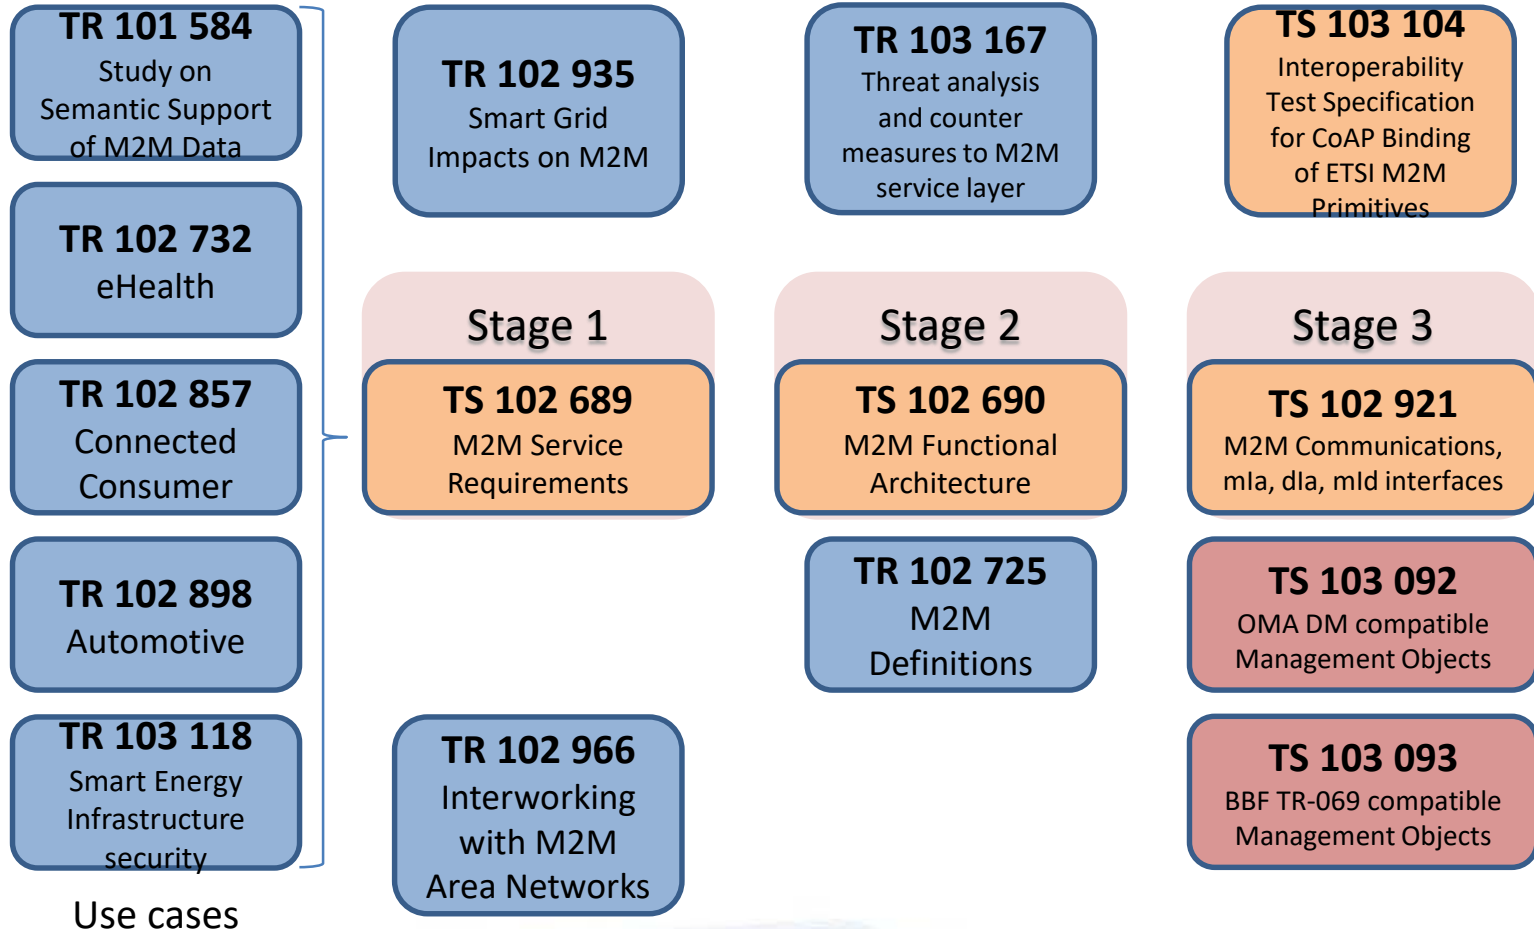 TR 101 584
Study on
Semantic Support
of M2M Data
TR 102 732
eHealth
TR 102 857
Connected
Consumer
TR 102 898
Automotive
TR 103 118
Smart Energy
Infrastructure
security
Use cases
TR 102 935
Smart Grid
Impacts on M2M
Stage 1
TS 102 689
M2M Service
Requirements
TR 102 966
Interworking
with M2M
Area Networks
TR 103 167
Threat analysis
and counter
measures to M2M
service layer
Stage 2
TS 102 690
M2M Functional
Architecture
TR 102 725
M2M
Definitions
TS 103 104
Interoperability
Test Specification
for CoAP Binding
of ETSI M2M
Primitives
Stage 3
TS 102 921
M2M Communications,
mIa, dIa, mId interfaces
TS 103 092
OMA DM compatible
Management Objects
TS 103 093
BBF TR-069 compatible
Management Objects